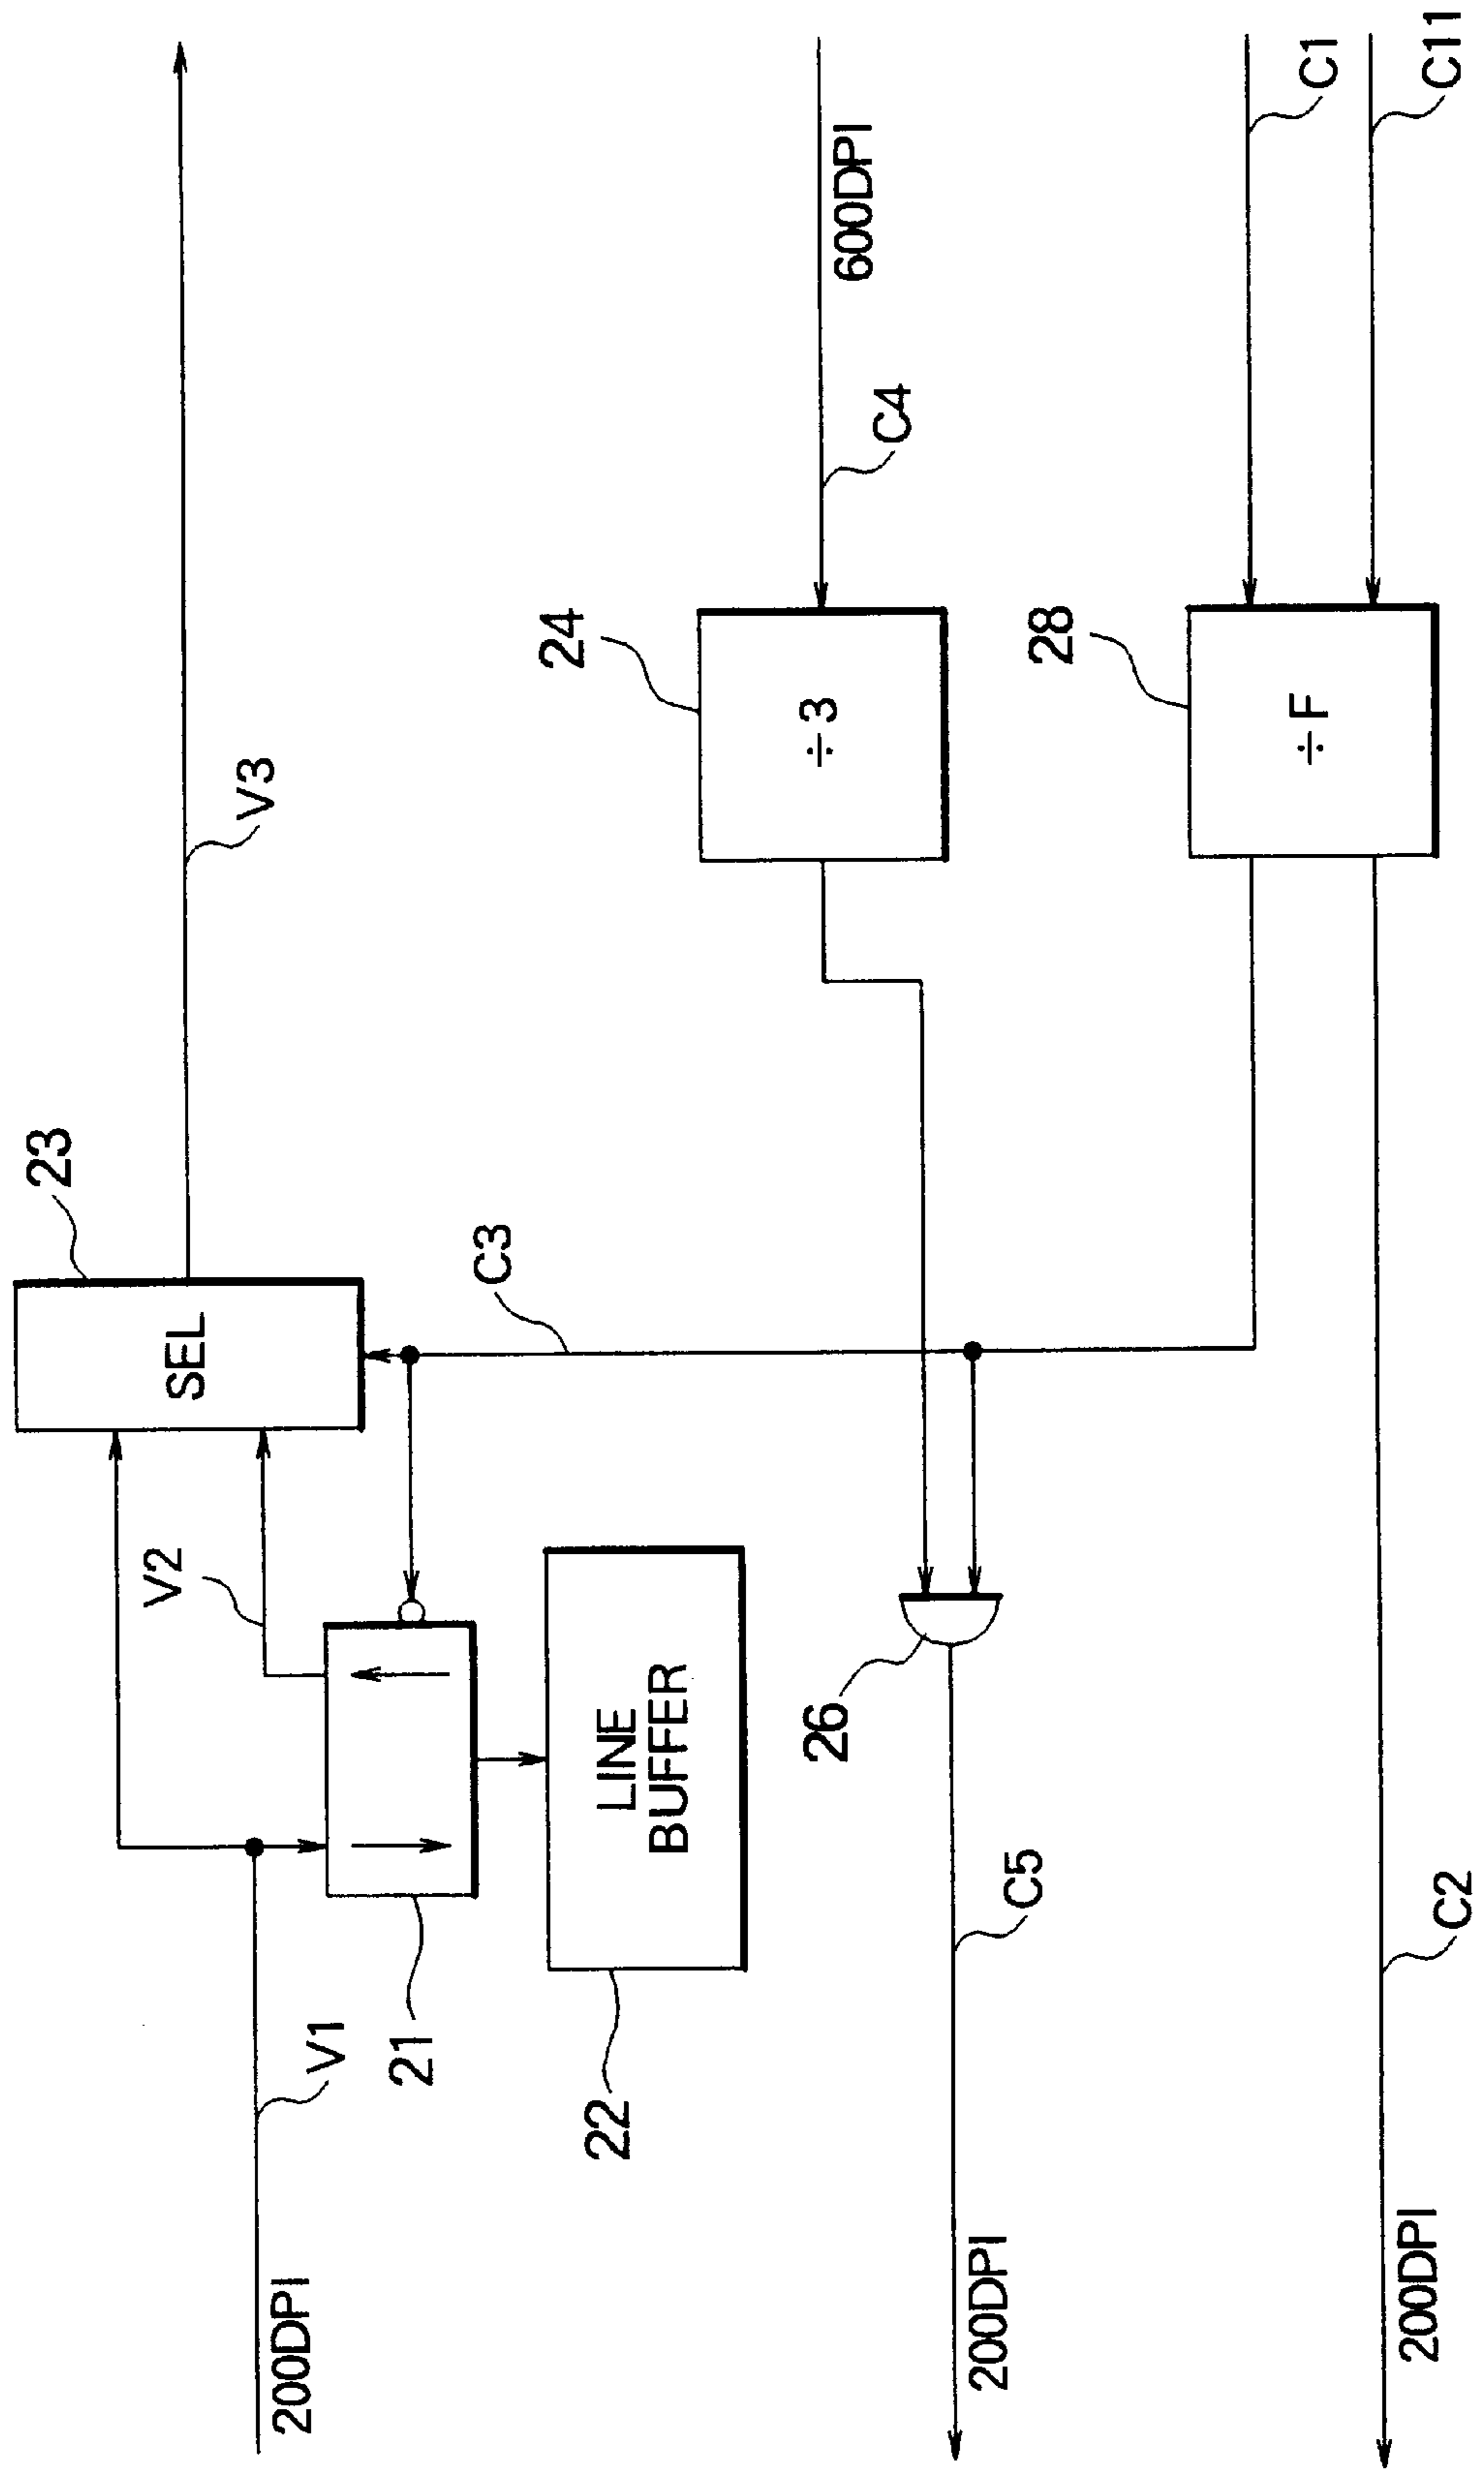 23
SEL
V3
V2
V1
200DPI
21
22
LINE
BUFFER
C3
24
÷3
C4
600DPI
26
C5
200DPI
28
÷F
C1
C11
C2
200DPI